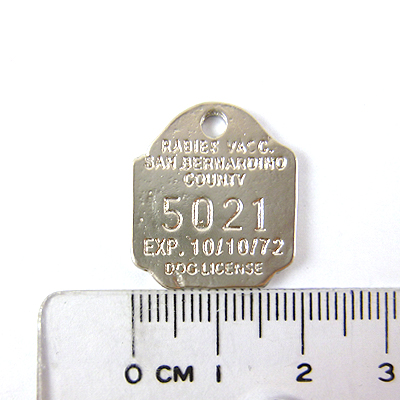 RABIES VACC.
SAN BERNARDINO
COUNTY
5021
EXP. 10/10/72
DOG LICENSE
0 CM 1 2 3